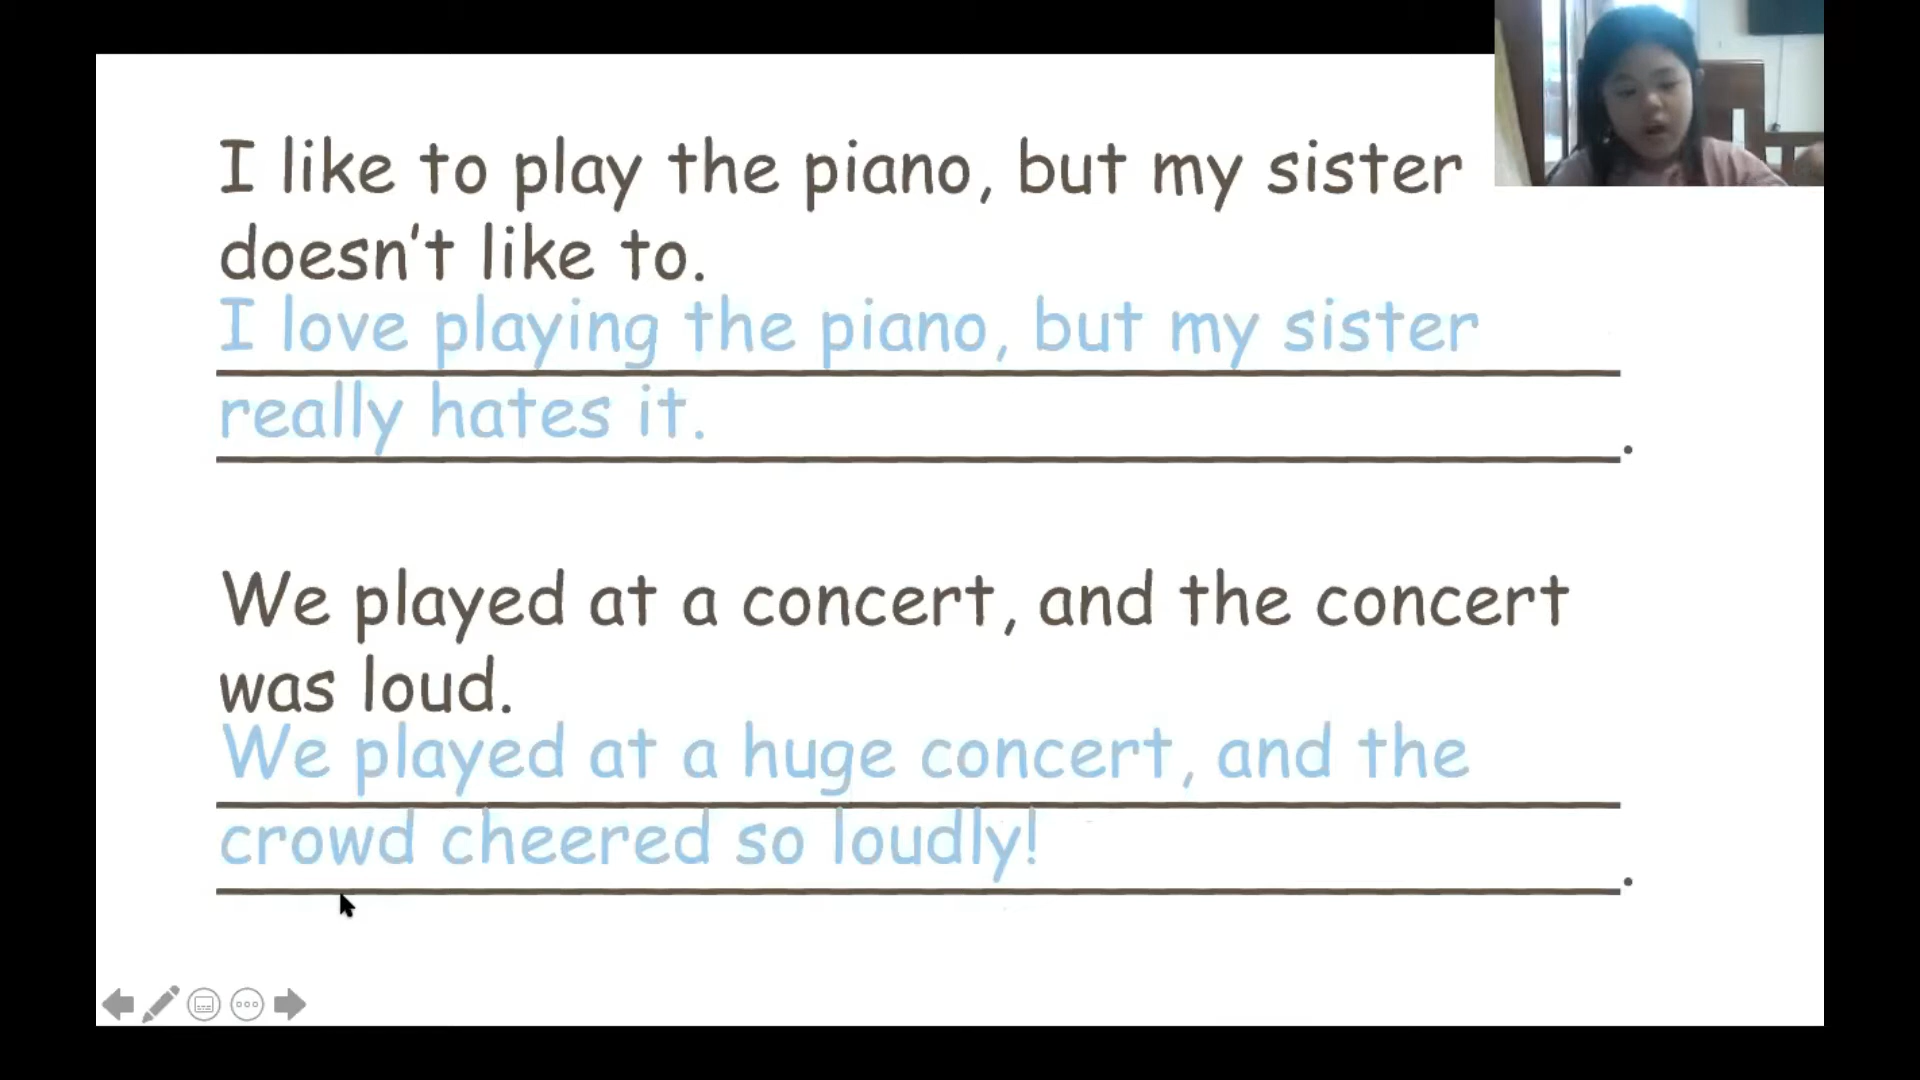 I like to play the piano, but my sister
doesn't like to.
I love playing the piano, but my sister
really hates it.
.
We played at a concert, and the concert
was loud.
We played at a huge concert, and the
crowd cheered so loudly!
.